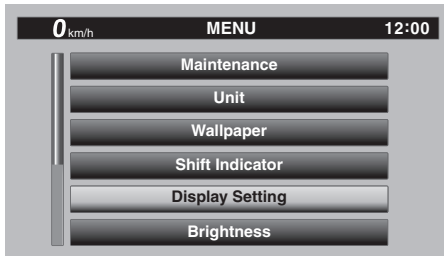 0 km/h MENU 12:00
Maintenance
Unit
Wallpaper
Shift Indicator
Display Setting
Brightness